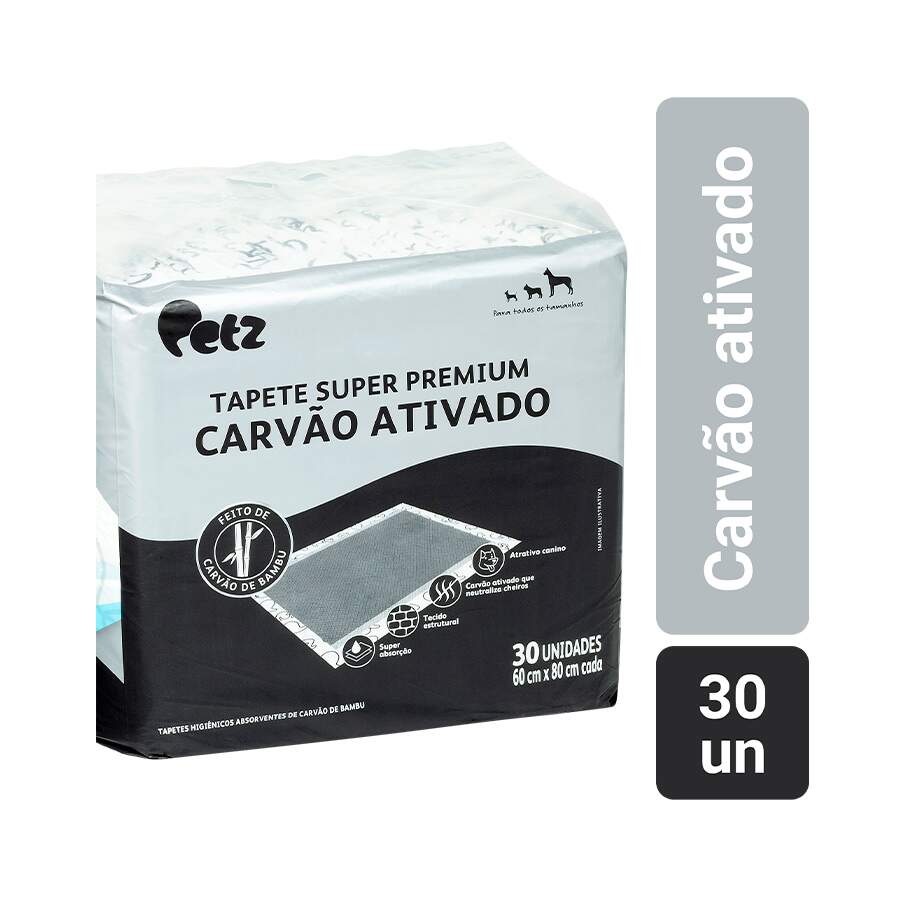 Petz
Para todos os tamanhos
TAPETE SUPER PREMIUM
CARVÃO ATIVADO
FEITO DE
CARVÃO DE BAMBU
IMAGEM ILUSTRATIVA
Atrativo canino
Carvão ativado que
neutraliza cheiros
Tecido
estrutural
Super
absorção
30 UNIDADES
60 cm x 80 cm cada
TAPETES HIGIÊNICOS ABSORVENTES DE CARVÃO DE BAMBU
Carvão ativado
30
un